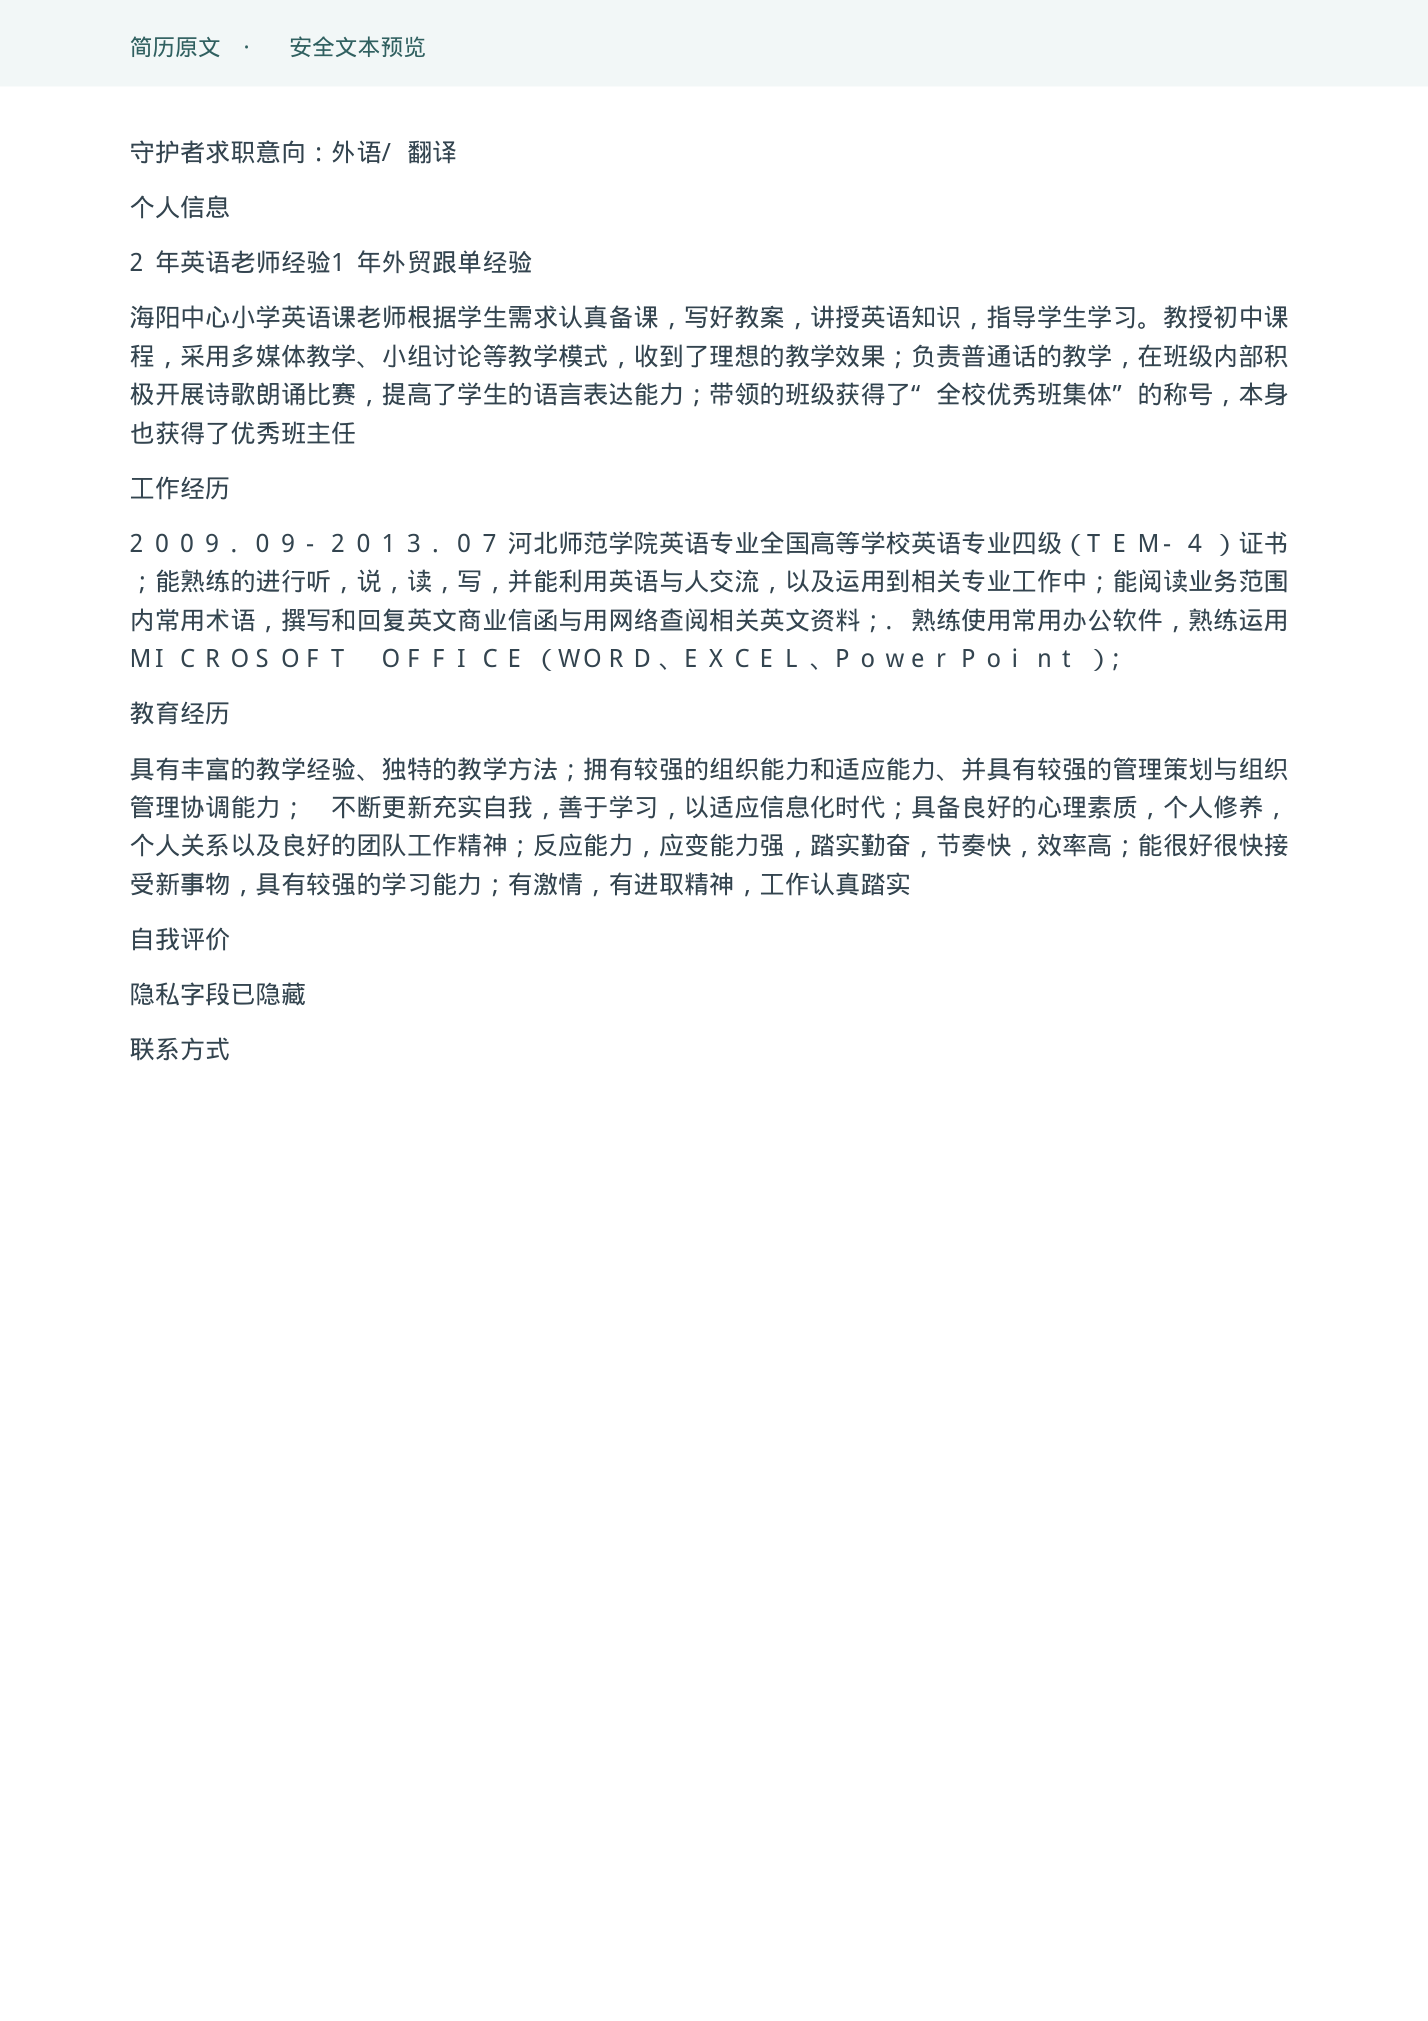 简历原文 · 安全文本预览
守护者求职意向：外语/ 翻译
个人信息
2 年英语老师经验1 年外贸跟单经验
海阳中心小学英语课老师根据学生需求认真备课，写好教案，讲授英语知识，指导学生学习。教授初中课
程，采用多媒体教学、小组讨论等教学模式，收到了理想的教学效果；负责普通话的教学，在班级内部积
极开展诗歌朗诵比赛，提高了学生的语言表达能力；带领的班级获得了“ 全校优秀班集体” 的称号，本身
也获得了优秀班主任
工作经历
2009. 09- 2013. 07河北师范学院英语专业全国高等学校英语专业四级（TEM- 4 ）证书
；能熟练的进行听，说，读，写，并能利用英语与人交流，以及运用到相关专业工作中；能阅读业务范围
内常用术语，撰写和回复英文商业信函与用网络查阅相关英文资料；. 熟练使用常用办公软件，熟练运用
MICROSOFT OFFICE（WORD、EXCEL、PowerPoint ）；
教育经历
具有丰富的教学经验、独特的教学方法；拥有较强的组织能力和适应能力、并具有较强的管理策划与组织
管理协调能力； 不断更新充实自我，善于学习，以适应信息化时代；具备良好的心理素质，个人修养，
个人关系以及良好的团队工作精神；反应能力，应变能力强，踏实勤奋，节奏快，效率高；能很好很快接
受新事物，具有较强的学习能力；有激情，有进取精神，工作认真踏实
自我评价
隐私字段已隐藏
联系方式